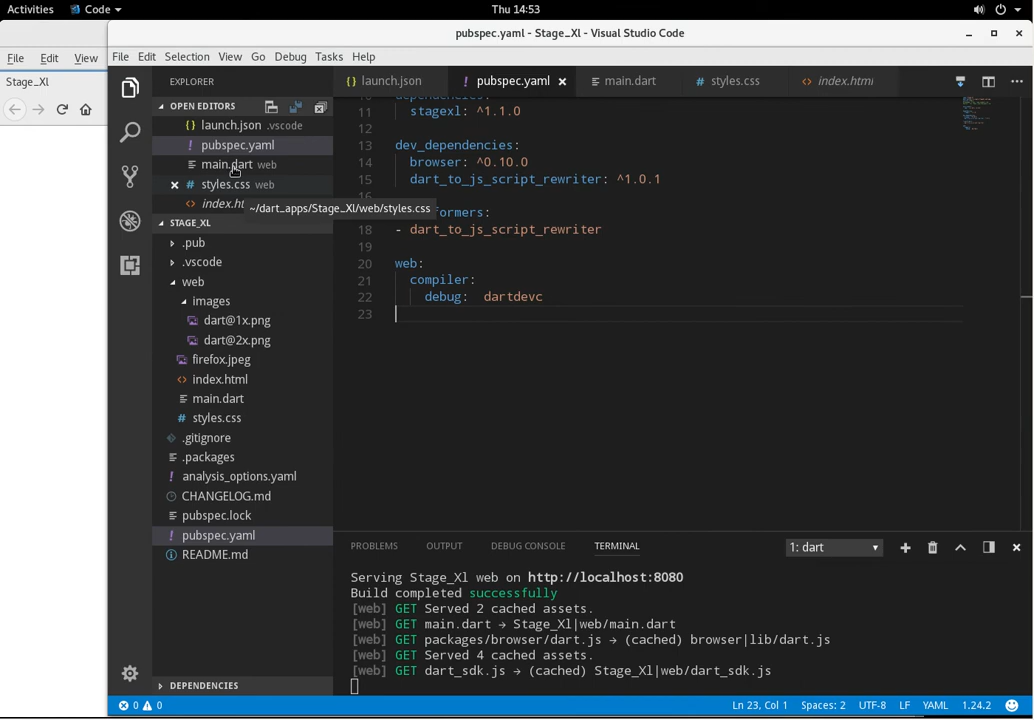 Activities Code Thu 14:53
pubspec.yaml - Stage_Xl - Visual Studio Code
File Edit View
Stage_Xl
File Edit Selection View Go Debug Tasks Help
EXPLORER
OPEN EDITORS
{} launch.json .vscode
! pubspec.yaml
main.dart web
# styles.css web
<> index.ht
~/dart_apps/Stage_Xl/web/styles.css
STAGE_XL
.pub
.vscode
web
images
dart@1x.png
dart@2x.png
firefox.jpeg
<> index.html
main.dart
# styles.css
.gitignore
.packages
! analysis_options.yaml
CHANGELOG.md
pubspec.lock
! pubspec.yaml
README.md
DEPENDENCIES
{} launch.json ! pubspec.yaml main.dart # styles.css <> index.html
dependencies:
11 stagexl: ^1.1.0
12
13 dev_dependencies:
14 browser: ^0.10.0
15 dart_to_js_script_rewriter: ^1.0.1
16
formers:
18 - dart_to_js_script_rewriter
19
20 web:
21 compiler:
22 debug: dartdevc
23
PROBLEMS OUTPUT DEBUG CONSOLE TERMINAL 1: dart
Serving Stage_Xl web on http://localhost:8080
Build completed successfully
[web] GET Served 2 cached assets.
[web] GET main.dart → Stage_Xl|web/main.dart
[web] GET packages/browser/dart.js → (cached) browser|lib/dart.js
[web] GET Served 4 cached assets.
[web] GET dart_sdk.js → (cached) Stage_Xl|web/dart_sdk.js
0 0 Ln 23, Col 1 Spaces: 2 UTF-8 LF YAML 1.24.2